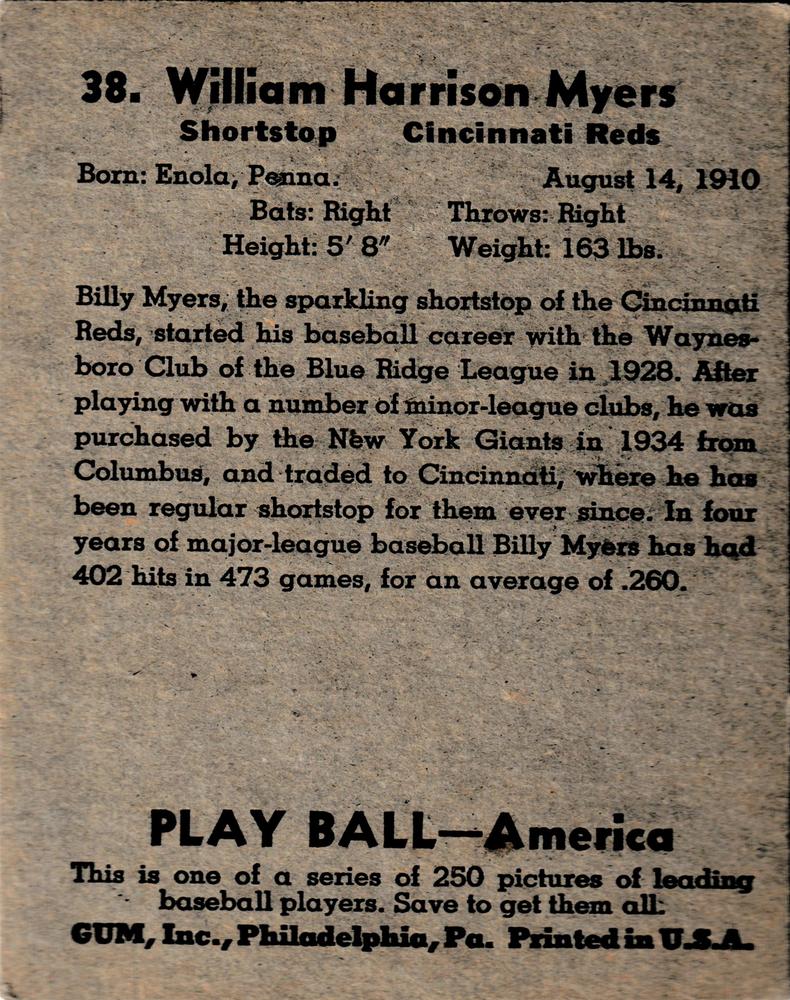 38. William Harrison Myers
Shortstop Cincinnati Reds
Born: Enola, Penna. August 14, 1910
Bats: Right Throws: Right
Height: 5' 8" Weight: 163 lbs.
Billy Myers, the sparkling shortstop of the Cincinnati
Reds, started his baseball career with the Waynes-
boro Club of the Blue Ridge League in 1928. After
playing with a number of minor-league clubs, he was
purchased by the New York Giants in 1934 from
Columbus, and traded to Cincinnati, where he has
been regular shortstop for them ever since. In four
years of major-league baseball Billy Myers has had
402 hits in 473 games, for an average of .260.
PLAY BALL—America
This is one of a series of 250 pictures of leading
baseball players. Save to get them all.
GUM, Inc., Philadelphia, Pa. Printed in U.S.A.